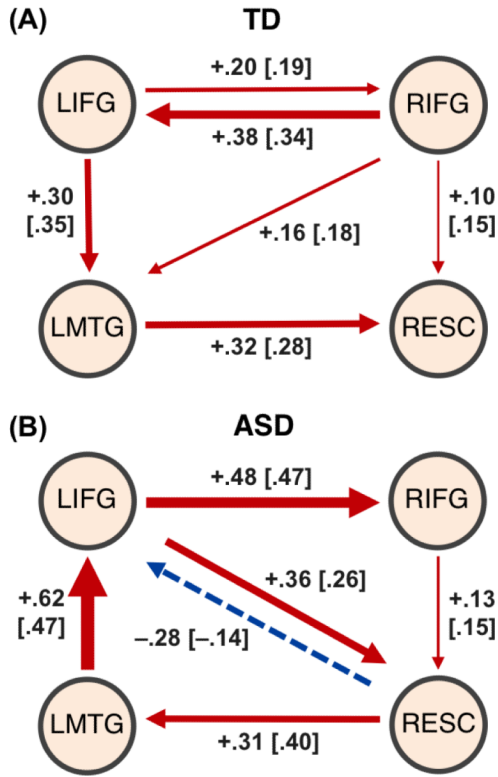 (A) TD
LIFG
+.20 [.19]
RIFG
+.38 [.34]
+.30
[.35]
+.16 [.18]
+.10
[.15]
LMTG
+.32 [.28]
RESC
(B) ASD
LIFG
+.48 [.47]
RIFG
+.36 [.26]
+.62
[.47]
–.28 [–.14]
+.13
[.15]
LMTG
+.31 [.40]
RESC